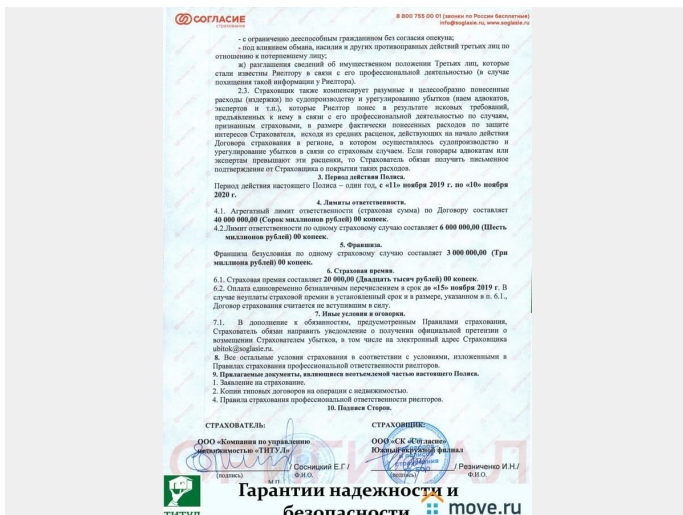 СОГЛАСИЕ
СТРАХОВАНИЕ
8 800 755 00 01 (звонки по России бесплатные)
info@soglasie.ru, www.soglasie.ru
- с ограниченно дееспособным гражданином без согласия опекуна;
- под влиянием обмана, насилия и других противоправных действий третьих лиц по
отношению к потерпевшему лицу;
ж) разглашения сведений об имущественном положении Третьих лиц, которые
стали известны Риелтору в связи с его профессиональной деятельностью (в случае
похищения такой информации у Риелтора).
2.3. Страховщик также компенсирует разумные и целесообразно понесенные
расходы (издержки) по судопроизводству и урегулированию убытков (наем адвокатов,
экспертов и т.п.), которые Риелтор понес в результате исковых требований,
предъявленных к нему в связи с его профессиональной деятельностью по случаям,
признанным страховыми, в размере фактически понесенных расходов по защите
интересов Страхователя, исходя из средних расценок, действующих на начало действия
Договора страхования в регионе, в котором осуществлялось судопроизводство и
урегулирование убытков в связи со страховым случаем. Если гонорары адвокатам или
экспертам превышают эти расценки, то Страхователь обязан получить письменное
подтверждение от Страховщика о покрытии таких расходов.
3. Период действия Полиса.
Период действия настоящего Полиса – один год, с «11» ноября 2019 г. по «10» ноября
2020 г.
4. Лимиты ответственности.
4.1. Агрегатный лимит ответственности (страховая сумма) по Договору составляет
40 000 000,00 (Сорок миллионов рублей) 00 копеек.
4.2.Лимит ответственности по одному страховому случаю составляет 6 000 000,00 (Шесть
миллионов рублей) 00 копеек.
5. Франшиза.
Франшиза безусловная по одному страховому случаю составляет 3 000 000,00 (Три
миллиона рублей) 00 копеек.
6. Страховая премия.
6.1. Страховая премия составляет 20 000,00 (Двадцать тысяч рублей) 00 копеек.
6.2. Оплата единовременно безналичным перечислением в срок до «15» ноября 2019 г. В
случае неуплаты страховой премии в установленный срок и в размере, указанном в п. 6.1.,
Договор страхования считается не вступившим в силу.
7. Иные условия и оговорки.
7.1. В дополнение к обязанностям, предусмотренным Правилами страхования,
Страхователь обязан направить уведомление о получении официальной претензии о
возмещении Страхователем убытков, в том числе на электронный адрес Страховщика
ubitok@soglasie.ru.
8. Все остальные условия страхования в соответствии с условиями, изложенными в
Правилах страхования профессиональной ответственности риелторов.
9. Прилагаемые документы, являющиеся неотъемлемой частью настоящего Полиса.
1. Заявление на страхование.
2. Копии типовых договоров на операции с недвижимостью.
4. Правила страхования профессиональной ответственности риелторов.
10. Подписи Сторон.
СТРАХОВАТЕЛЬ: СТРАХОВЩИК:
ООО «Компания по управлению ООО «СК «Согласие»
недвижимостью «ТИТУЛ» Южный окружной филиал
/ Сосницкий Е.Г / / Резниченко И.Н./
(подпись) Ф.И.О. (подпись) Ф.И.О.
М.П.
ОРИГИНАЛ
Гарантии надежности и
безопасности
ТИТУЛ
move.ru